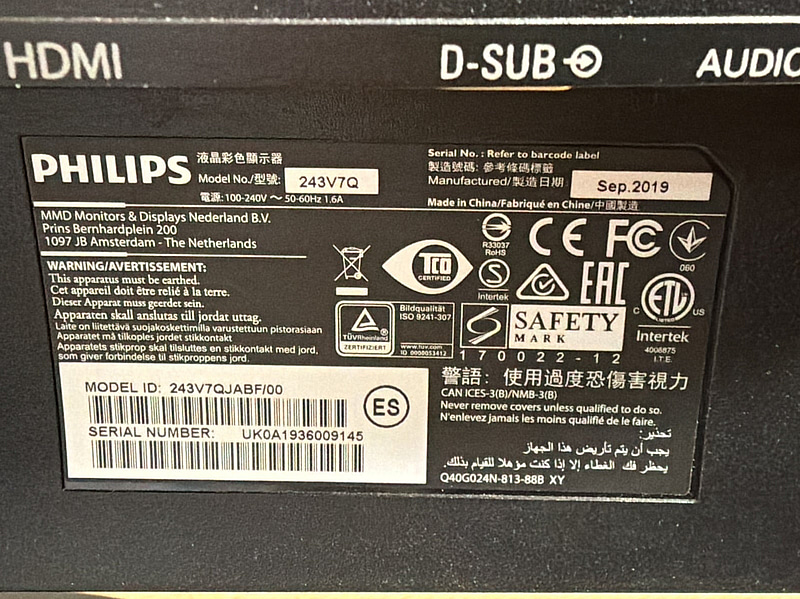 HDMI
D-SUB
AUDIO
PHILIPS
液晶彩色顯示器
Model No./型號: 243V7Q
電源:100-240V ～ 50-60Hz 1.6A
Serial No. : Refer to barcode label
製造號碼: 參考條碼標籤
Manufactured/製造日期 Sep.2019
Made in China/Fabriqué en Chine/中國製造
MMD Monitors & Displays Nederland B.V.
Prins Bernhardplein 200
1097 JB Amsterdam - The Netherlands
WARNING/AVERTISSEMENT:
This apparatus must be earthed.
Cet appareil doit être relié à la terre.
Dieser Apparat muss geerdet sein.
Apparaten skall anslutas till jordat uttag.
Laite on liitettävä suojakoskettimilla varustettuun pistorasiaan
Apparatet må tilkoples jordet stikkontakt
Apparatets stikprop skal tilsluttes en stikkontakt med jord,
som giver forbindelse til stikproppens jord.
TCO
CERTIFIED
R33037
RoHS
CE FC
060
S
intertek
EAC
ETL
LISTED
C US
Intertek
4006875
I.T.E.
TÜVRheinland®
ZERTIFIZIERT
Bildqualität
ISO 9241-307
www.tuv.com
ID 0000053412
SAFETY
MARK
170022-12
MODEL ID: 243V7QJABF/00
SERIAL NUMBER: UK0A1936009145
ES
警語: 使用過度恐傷害視力
CAN ICES-3(B)/NMB-3(B)
Never remove covers unless qualified to do so.
N'enlevez jamais les moins qualifié de le faire.
تحذير:
يجب أن يتم تأريض هذا الجهاز
يحظر فك الغطاء إلا إذا كنت مؤهلا للقيام بذلك.
Q40G024N-813-88B XY